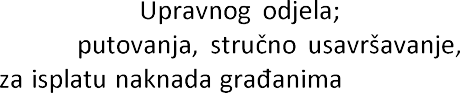 Upravnog odjela;
putovanja, stručno usavršavanje,
za isplatu naknada građanima